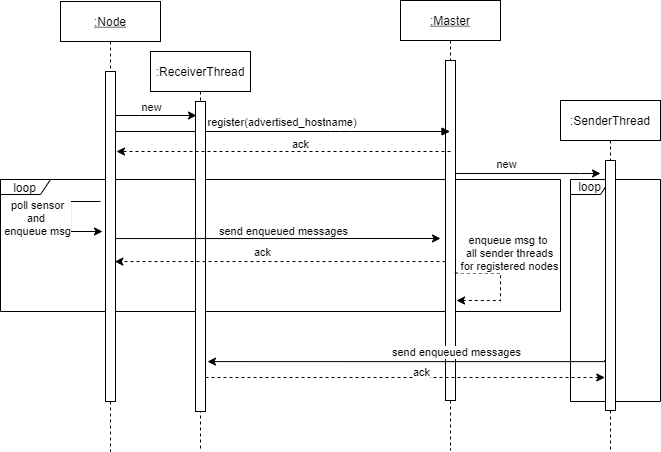 :Node
:Master
:ReceiverThread
new
register(advertised_hostname)
:SenderThread
ack
new
loop
loop
poll sensor
and
enqueue msg
send enqueued messages
enqueue msg to
ack
all sender threads
for registered nodes
send enqueued messages
ack